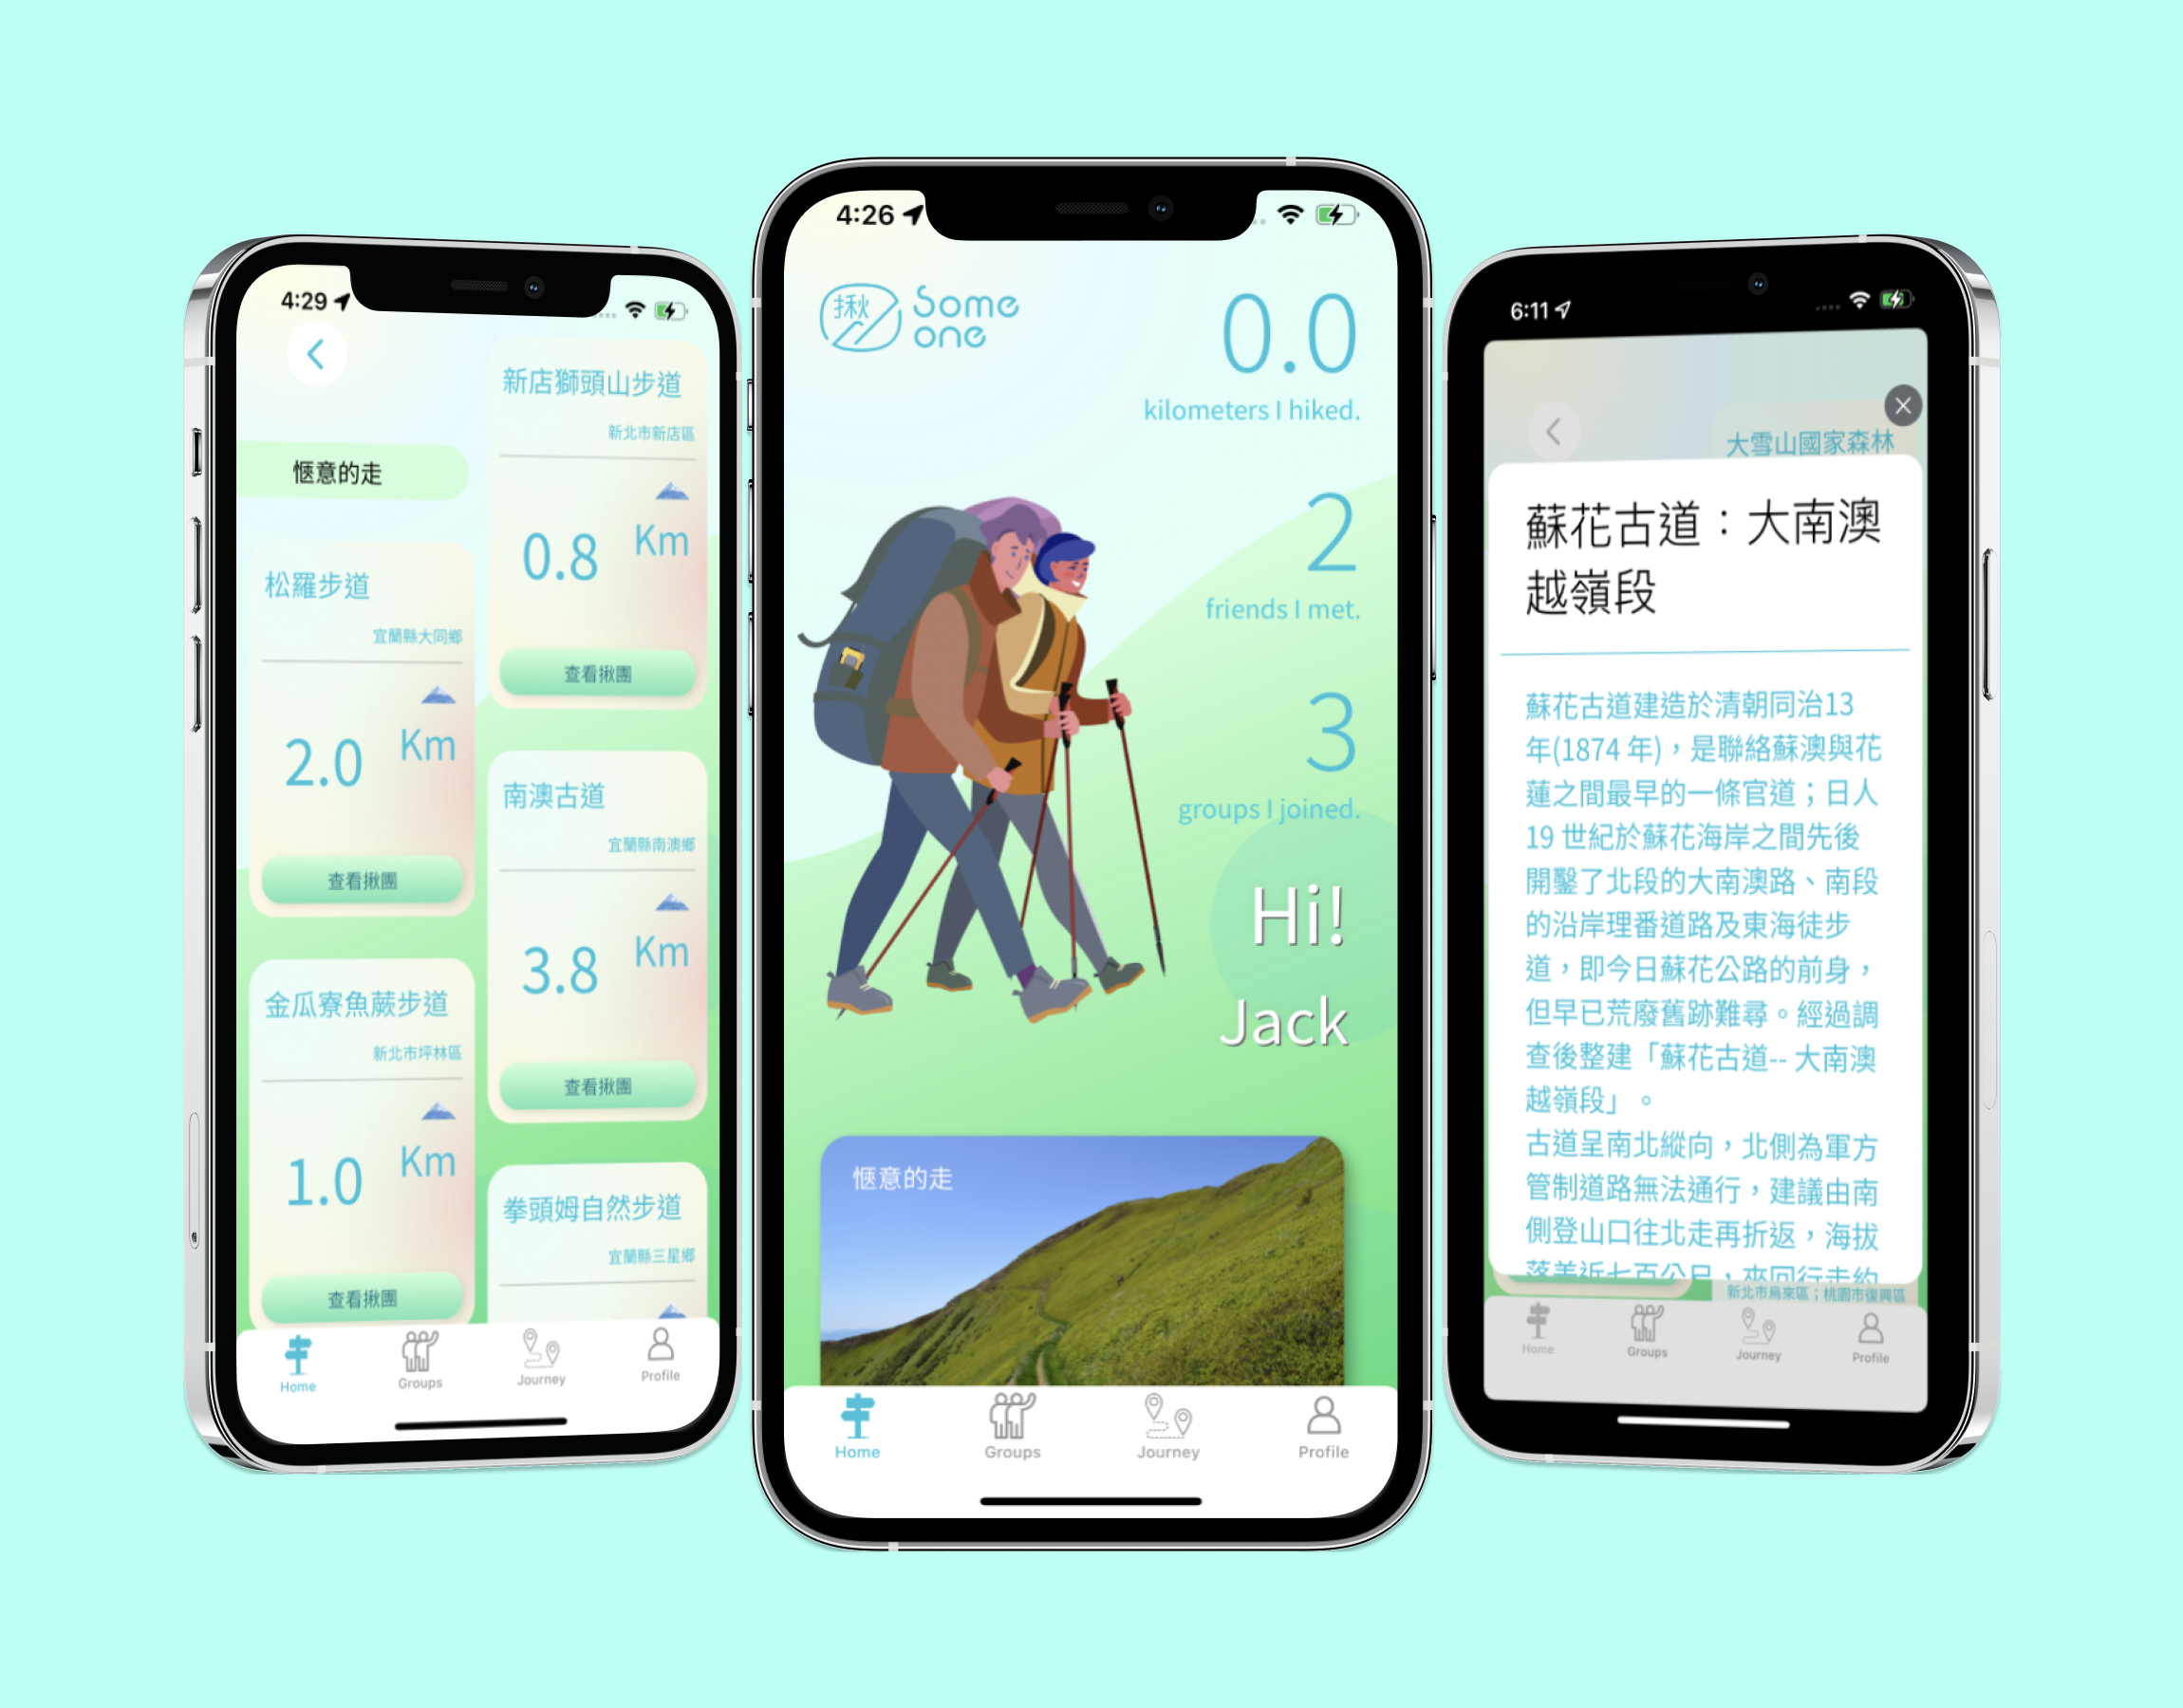 4:29
愜意的走
松羅步道
宜蘭縣大同鄉
2.0
Km
查看揪團
金瓜寮魚蕨步道
新北市坪林區
1.0
Km
查看揪團
新店獅頭山步道
新北市新店區
0.8
Km
查看揪團
南澳古道
宜蘭縣南澳鄉
3.8
Km
查看揪團
拳頭姆自然步道
宜蘭縣三星鄉
Home
Groups
Journey
Profile
4:26
揪
Some
one
0.0
kilometers I hiked.
2
friends I met.
3
groups I joined.
Hi!
Jack
愜意的走
Home
Groups
Journey
Profile
6:11
大雪山國家森林
蘇花古道：大南澳
越嶺段
蘇花古道建造於清朝同治13
年(1874 年)，是聯絡蘇澳與花
蓮之間最早的一條官道；日人
19 世紀於蘇花海岸之間先後
開鑿了北段的大南澳路、南段
的沿岸理番道路及東海徒步
道，即今日蘇花公路的前身，
但早已荒廢舊跡難尋。經過調
查後整建「蘇花古道-- 大南澳
越嶺段」。
古道呈南北縱向，北側為軍方
管制道路無法通行，建議由南
側登山口往北走再折返，海拔
落差近七百公尺，來回行走約
新北市烏來區；桃園市復興區
Home
Groups
Journey
Profile